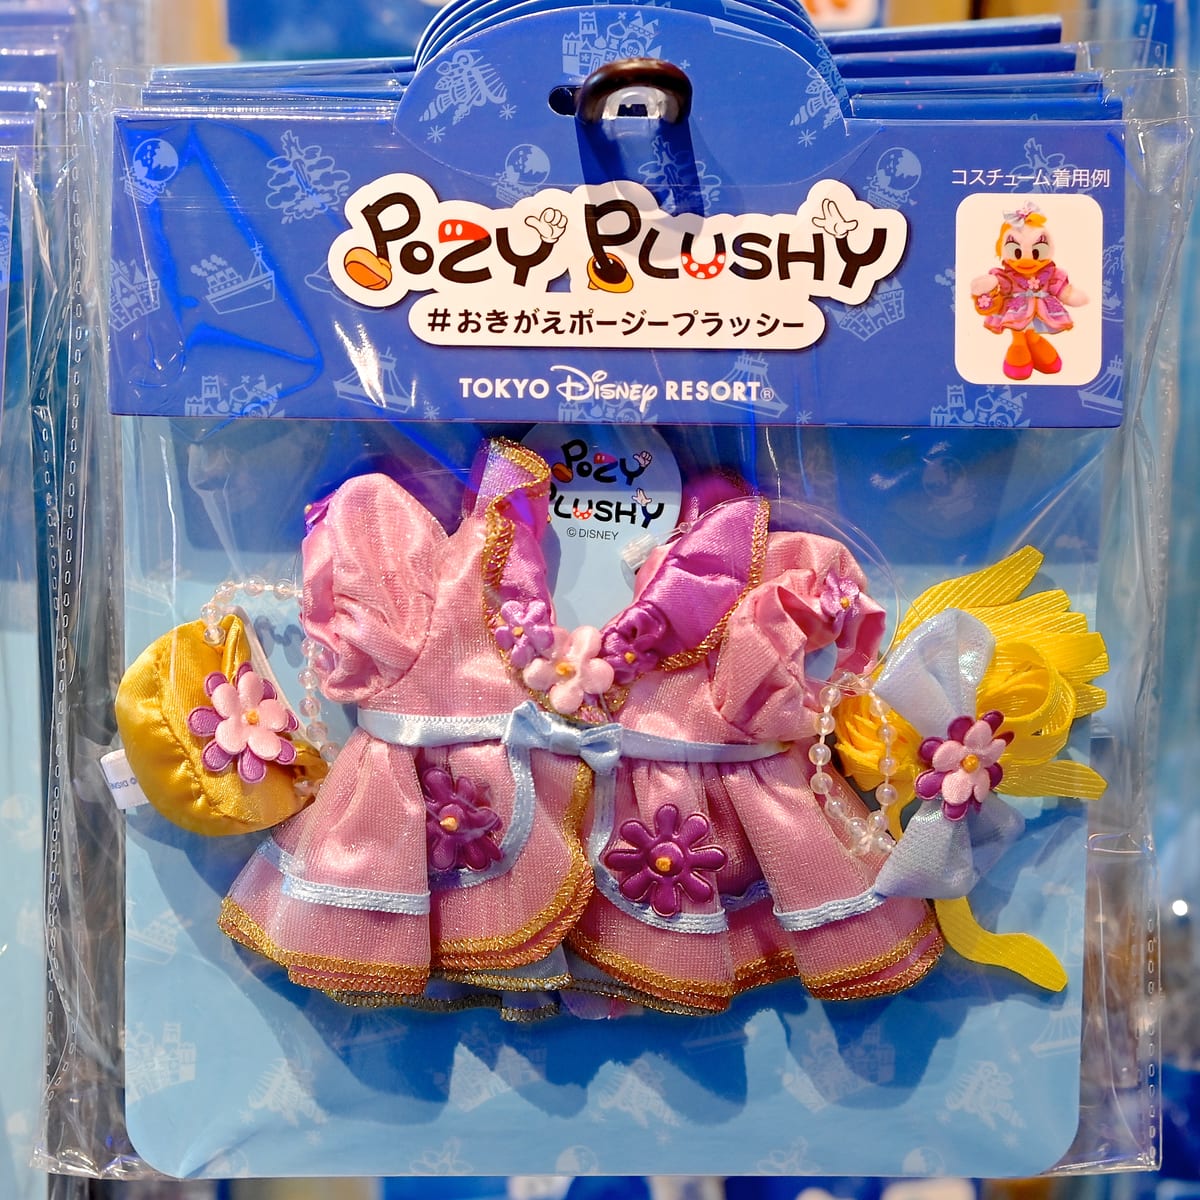 コスチューム着用例
POZY PLUSHY
#おきがえポージープラッシー
TOKYO Disney RESORT®
POZY
PLUSHY
© DISNEY